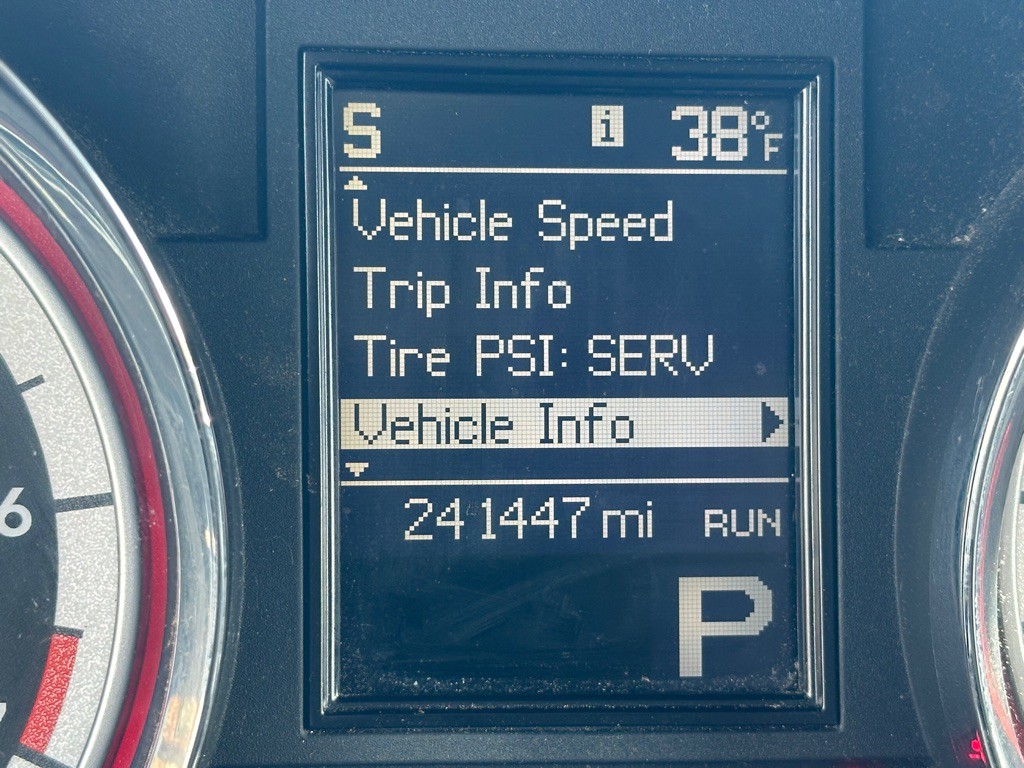 S i 38°F
Vehicle Speed
Trip Info
Tire PSI: SERV
Vehicle Info
241447 mi RUN
P
6